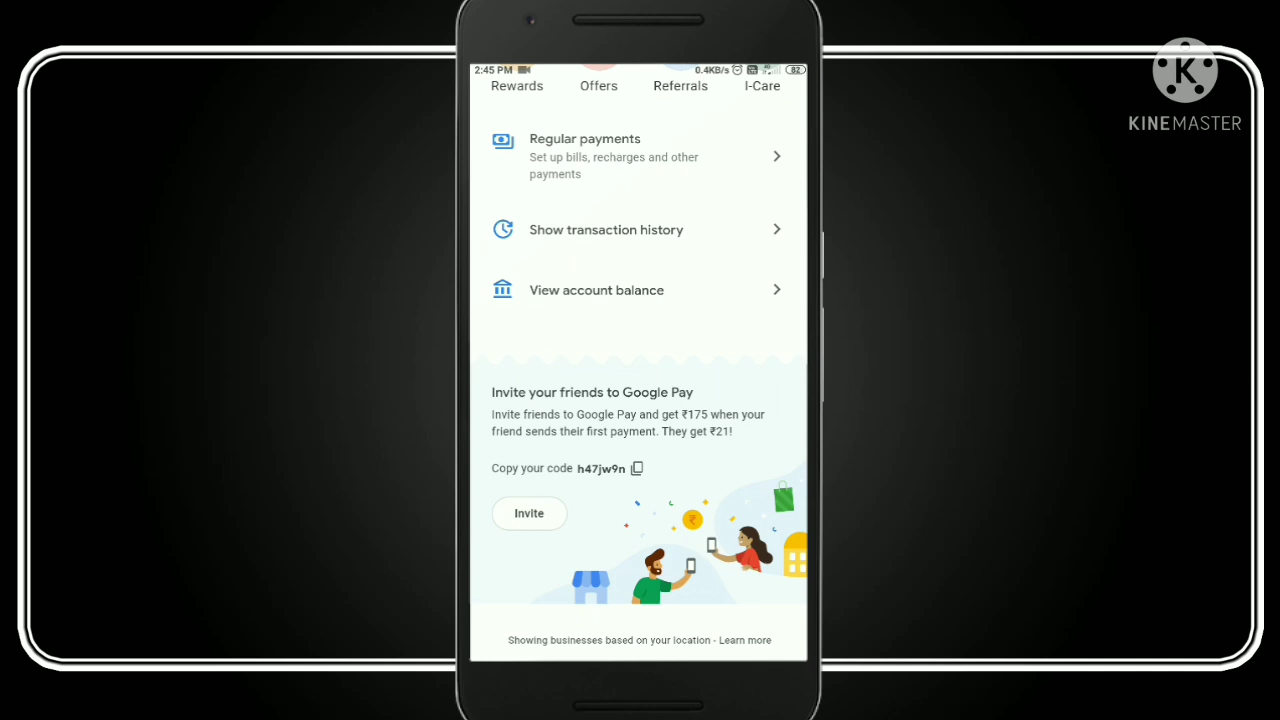 2:45 PM
0.4KB/s
82
Rewards
Offers
Referrals
I-Care
Regular payments
Set up bills, recharges and other
payments
Show transaction history
View account balance
Invite your friends to Google Pay
Invite friends to Google Pay and get ₹175 when your
friend sends their first payment. They get ₹21!
Copy your code h47jw9n
Invite
Showing businesses based on your location - Learn more
K
KINEMASTER